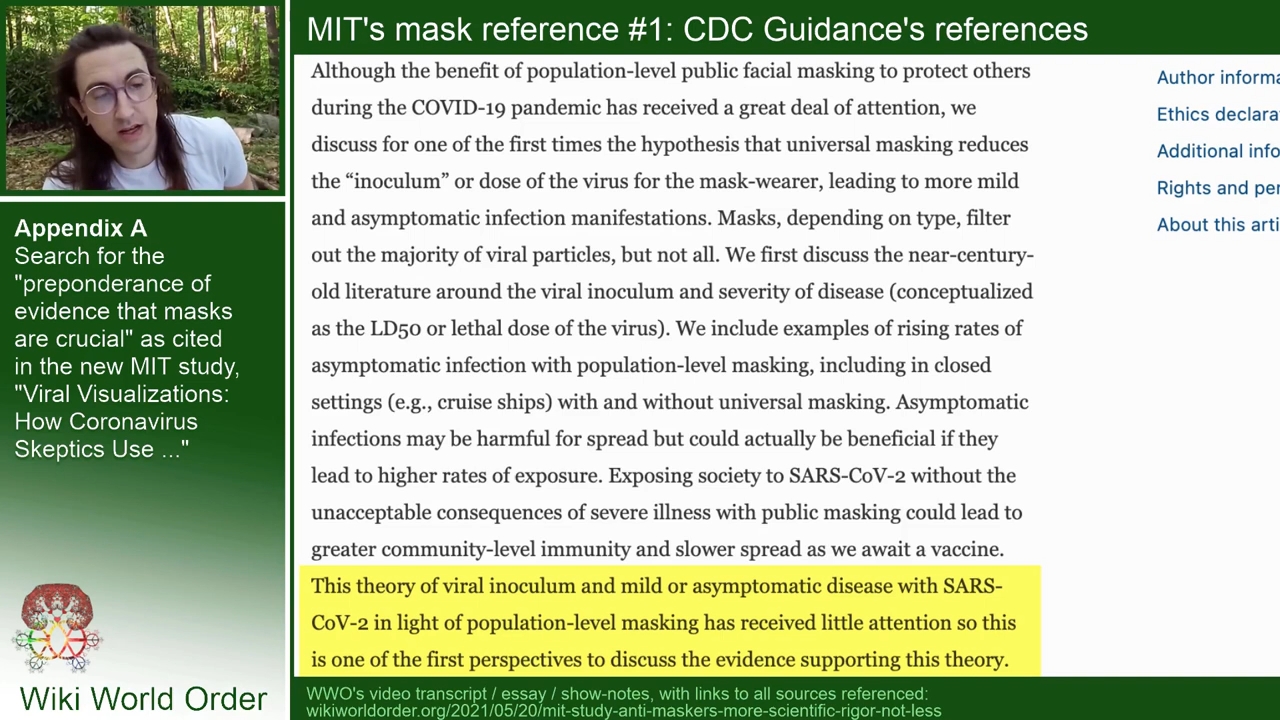 MIT's mask reference #1: CDC Guidance's references
Although the benefit of population-level public facial masking to protect others
during the COVID-19 pandemic has received a great deal of attention, we
discuss for one of the first times the hypothesis that universal masking reduces
the “inoculum” or dose of the virus for the mask-wearer, leading to more mild
and asymptomatic infection manifestations. Masks, depending on type, filter
out the majority of viral particles, but not all. We first discuss the near-century-
old literature around the viral inoculum and severity of disease (conceptualized
as the LD50 or lethal dose of the virus). We include examples of rising rates of
asymptomatic infection with population-level masking, including in closed
settings (e.g., cruise ships) with and without universal masking. Asymptomatic
infections may be harmful for spread but could actually be beneficial if they
lead to higher rates of exposure. Exposing society to SARS-CoV-2 without the
unacceptable consequences of severe illness with public masking could lead to
greater community-level immunity and slower spread as we await a vaccine.
This theory of viral inoculum and mild or asymptomatic disease with SARS-
CoV-2 in light of population-level masking has received little attention so this
is one of the first perspectives to discuss the evidence supporting this theory.
Author informa
Ethics declara
Additional info
Rights and per
About this arti
Appendix A
Search for the
"preponderance of
evidence that masks
are crucial" as cited
in the new MIT study,
"Viral Visualizations:
How Coronavirus
Skeptics Use ..."
Wiki World Order
WWO's video transcript / essay / show-notes, with links to all sources referenced:
wikiworldorder.org/2021/05/20/mit-study-anti-maskers-more-scientific-rigor-not-less